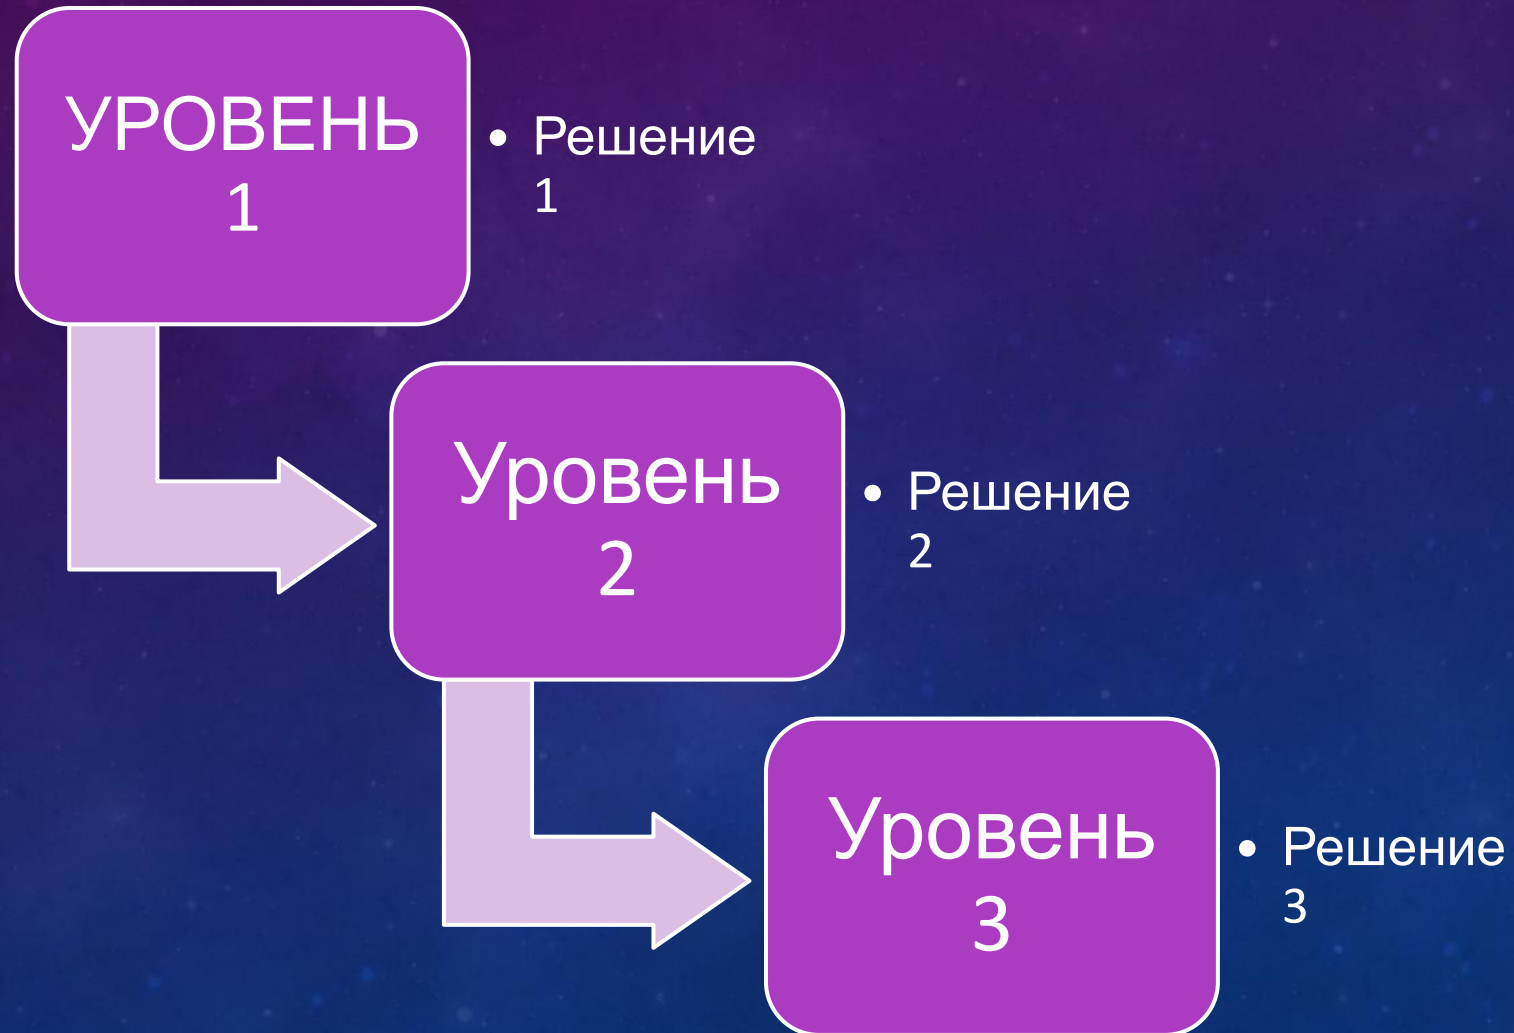 УРОВЕНЬ
1
• Решение
1
Уровень
2
• Решение
2
Уровень
3
• Решение
3